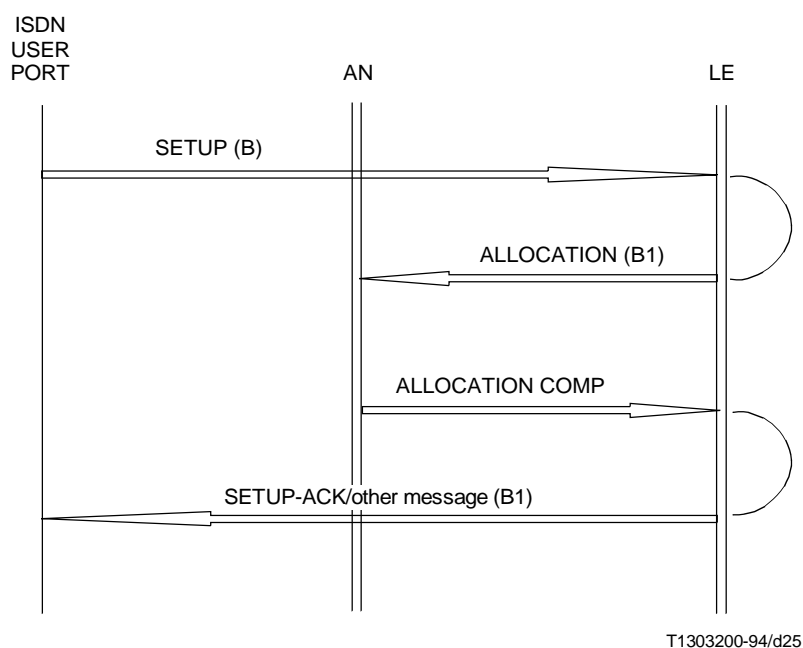 ISDN
USER
PORT
AN
LE
SETUP (B)
ALLOCATION (B1)
ALLOCATION COMP
SETUP-ACK/other message (B1)
T1303200-94/d25